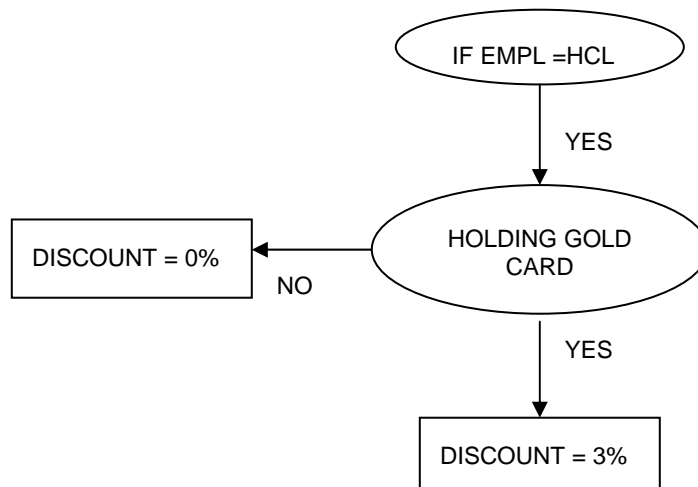 IF EMPL =HCL
YES
HOLDING GOLD
CARD
DISCOUNT = 0%
NO
YES
DISCOUNT = 3%